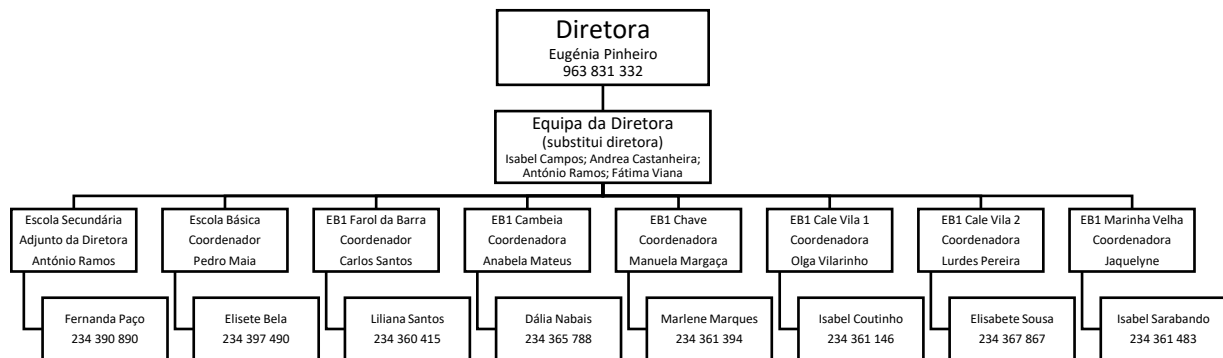 Diretora
Eugénia Pinheiro
963 831 332
Equipa da Diretora
(substitui diretora)
Isabel Campos; Andrea Castanheira;
António Ramos; Fátima Viana
Escola Secundária
Adjunto da Diretora
António Ramos
Escola Básica
Coordenador
Pedro Maia
EB1 Farol da Barra
Coordenador
Carlos Santos
EB1 Cambeia
Coordenadora
Anabela Mateus
EB1 Chave
Coordenadora
Manuela Margaça
EB1 Cale Vila 1
Coordenadora
Olga Vilarinho
EB1 Cale Vila 2
Coordenadora
Lurdes Pereira
EB1 Marinha Velha
Coordenadora
Jaquelyne
Fernanda Paço
234 390 890
Elisete Bela
234 397 490
Liliana Santos
234 360 415
Dália Nabais
234 365 788
Marlene Marques
234 361 394
Isabel Coutinho
234 361 146
Elisabete Sousa
234 367 867
Isabel Sarabando
234 361 483